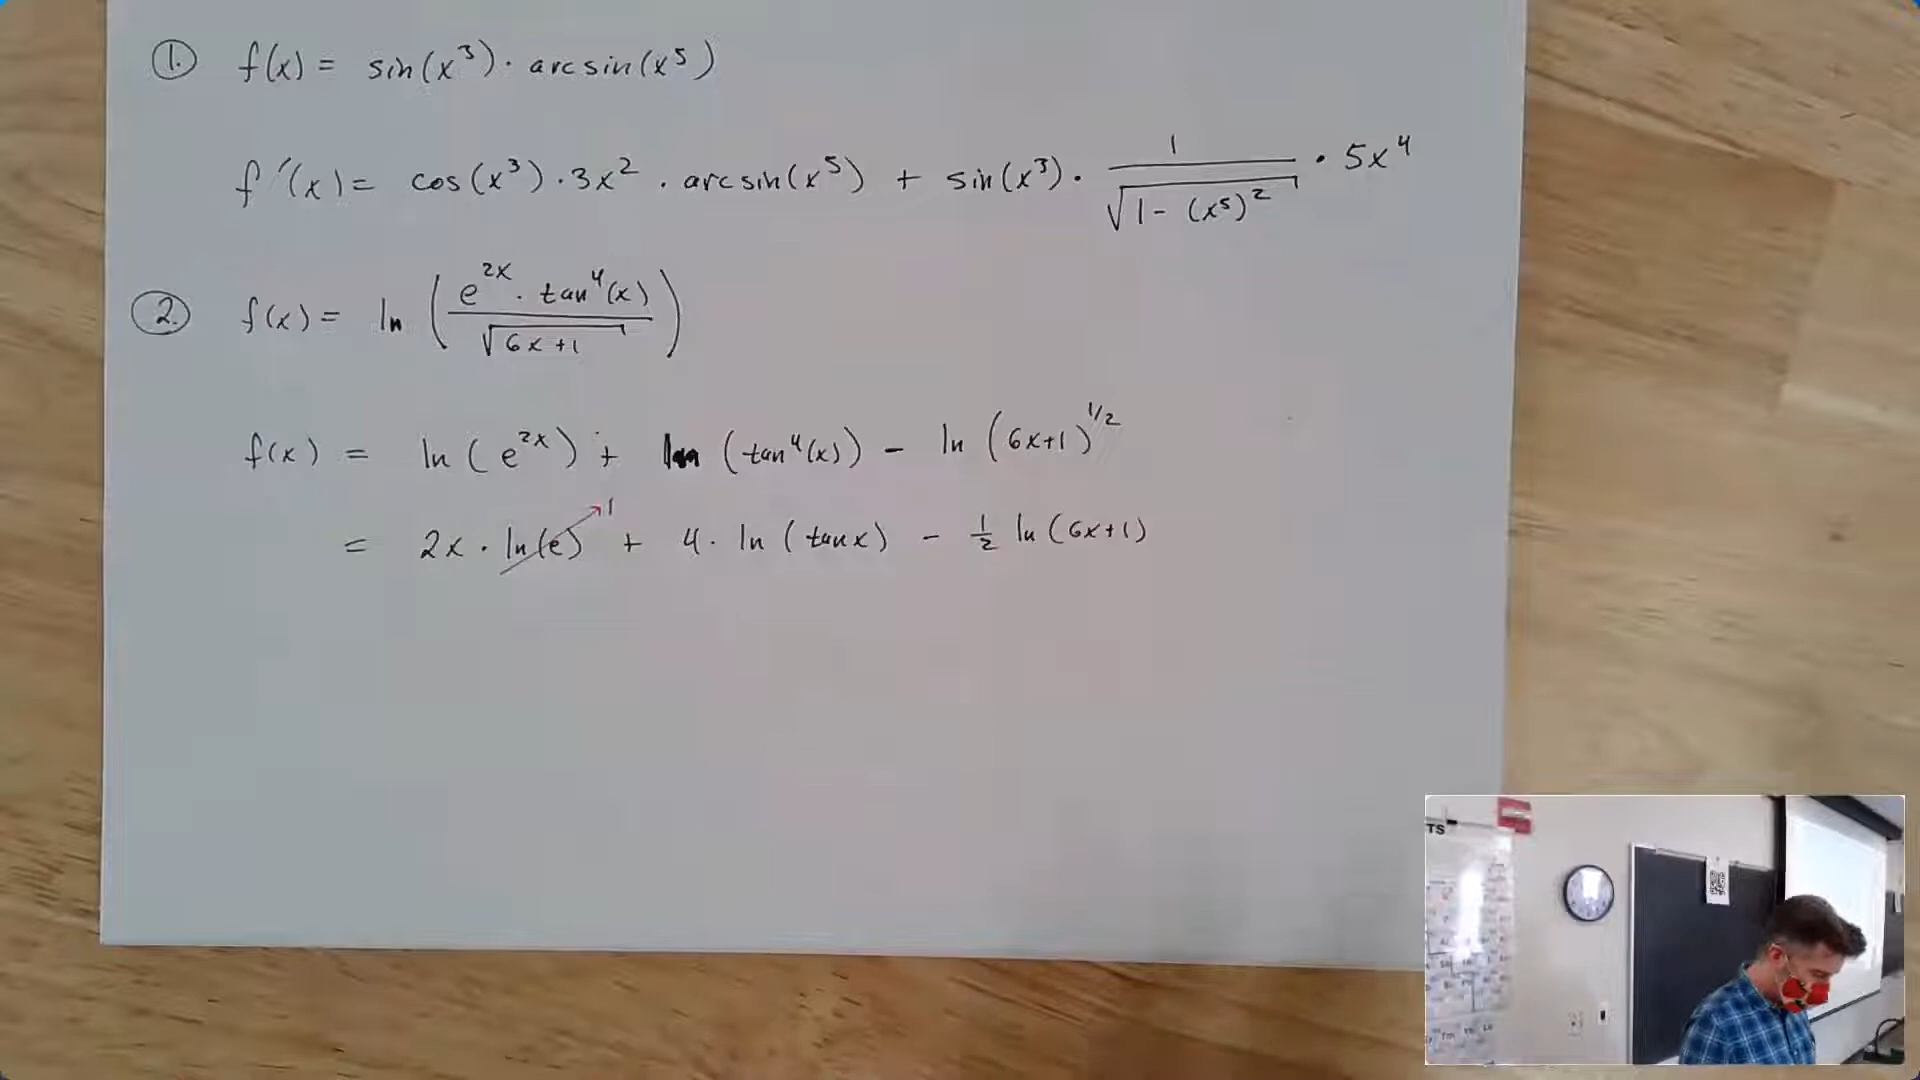 1. f(x) = sin(x³) · arcsin(x⁵)
f'(x) = cos(x³) · 3x² · arcsin(x⁵) + sin(x³) · 1/√(1 - (x⁵)²) · 5x⁴
2. f(x) = ln (e^(2x) · tan⁴(x) / √(6x+1))
f(x) = ln(e^(2x)) + ln(tan⁴(x)) - ln(6x+1)^(1/2)
= 2x · ln(e) → 1 + 4 · ln(tan x) - 1/2 ln(6x+1)
TS